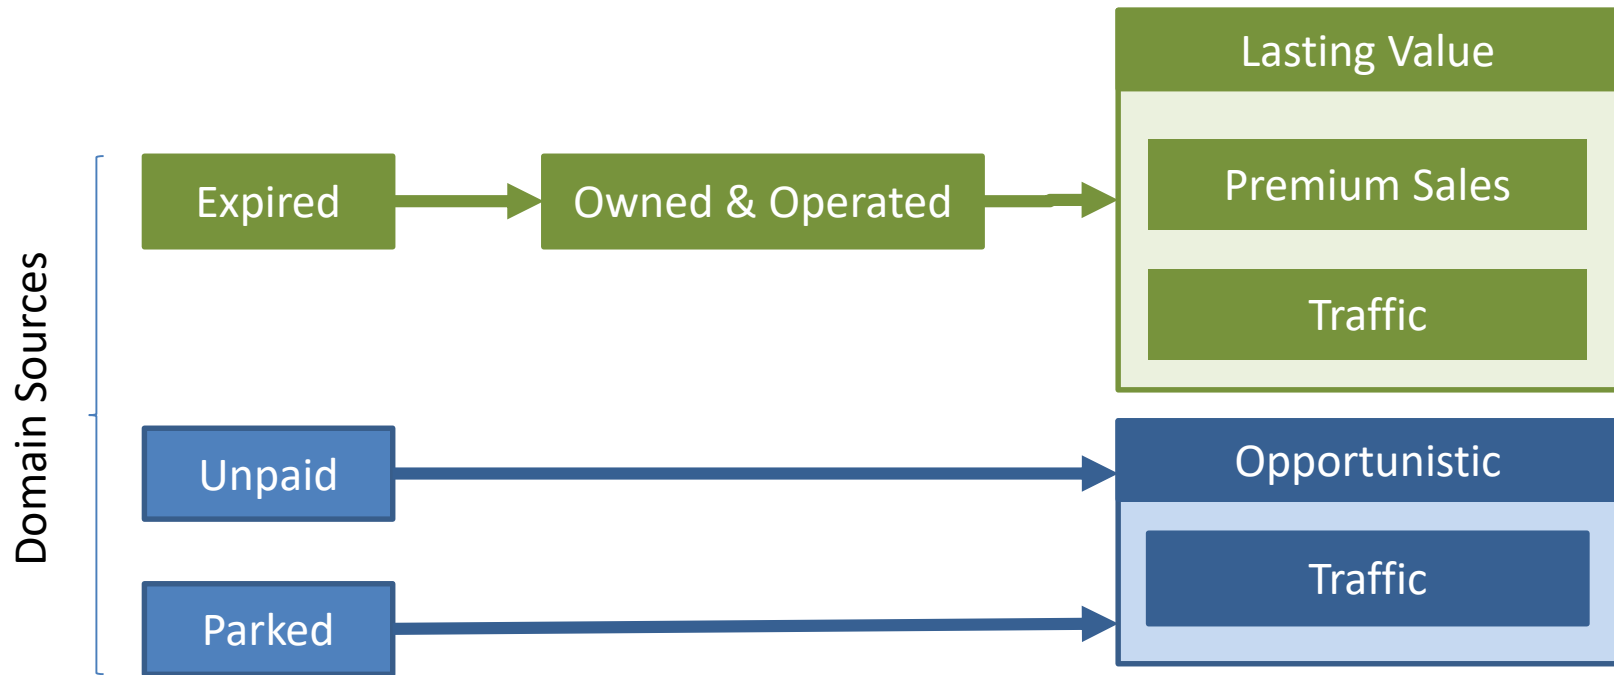 Domain Sources
Expired
Owned & Operated
Lasting Value
Premium Sales
Traffic
Unpaid
Parked
Opportunistic
Traffic